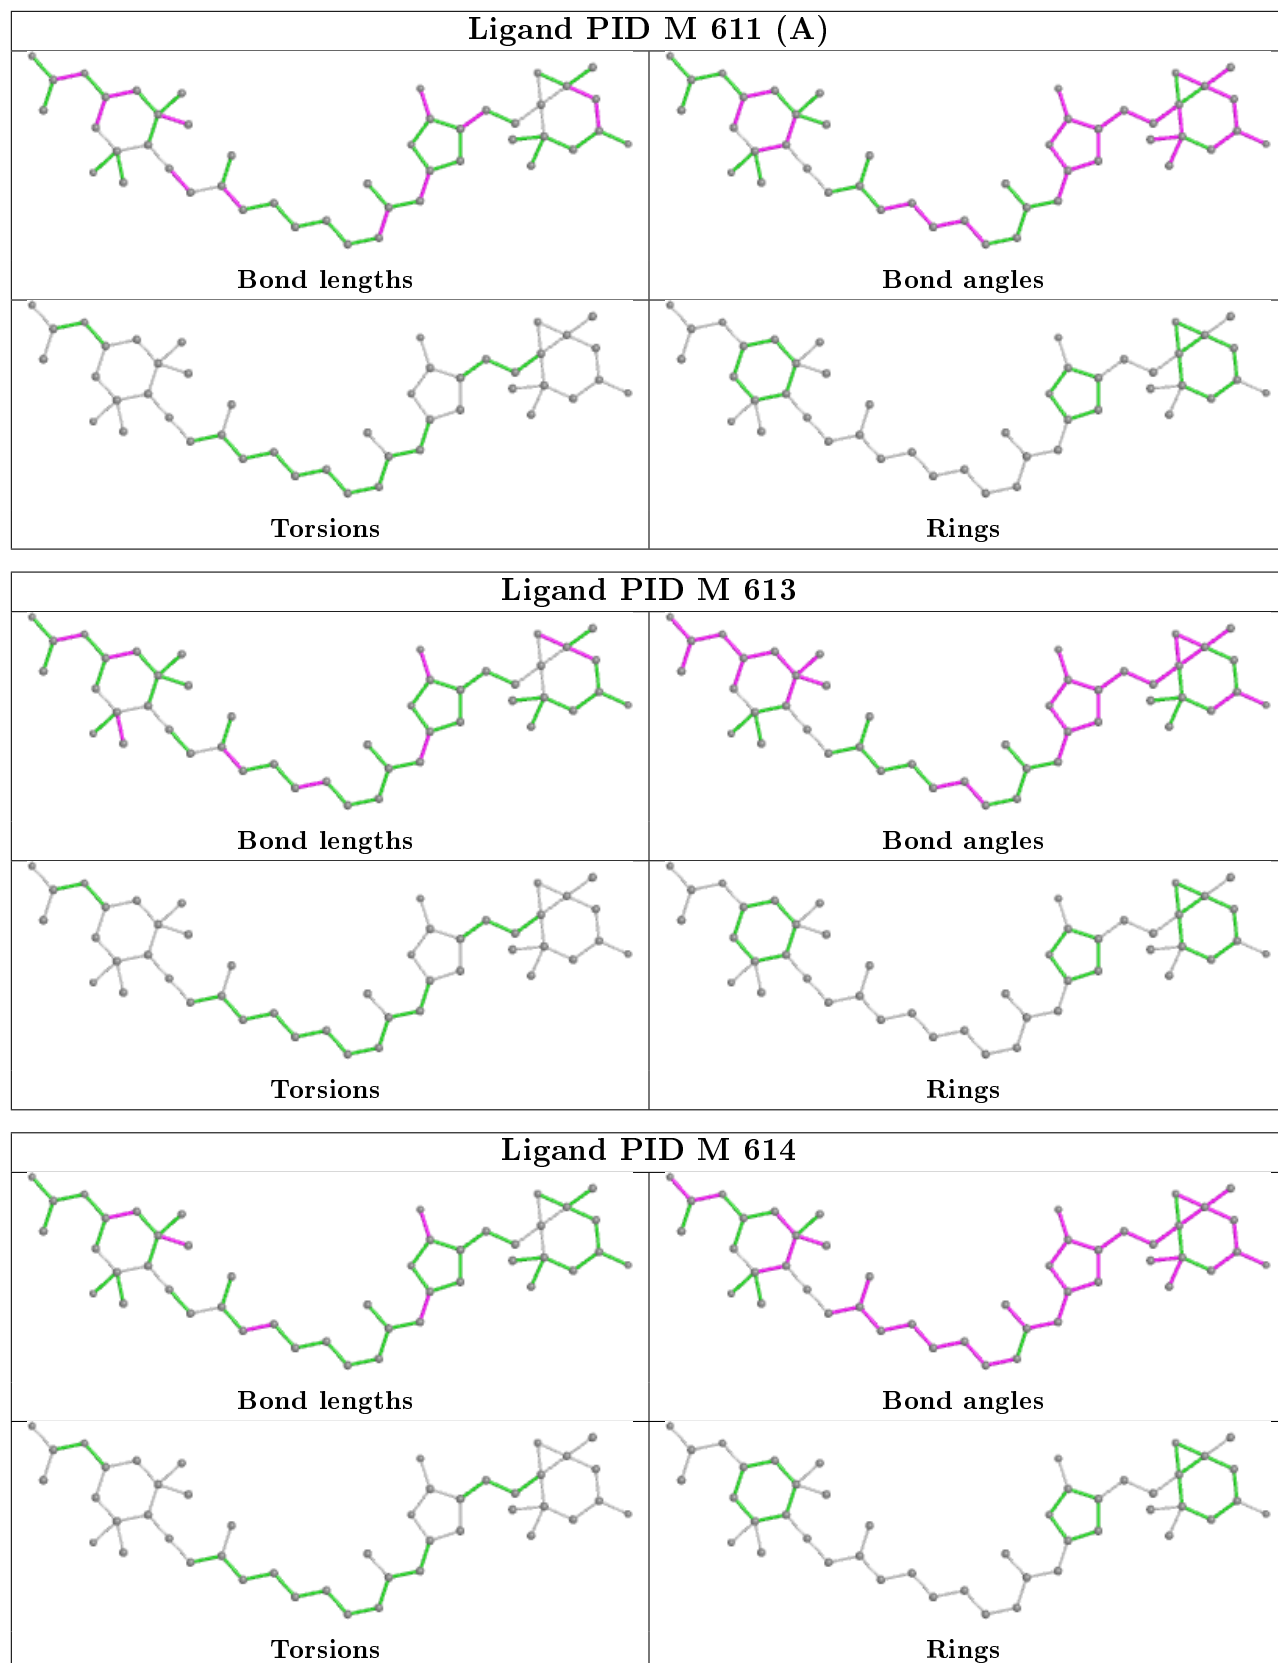 Ligand PID M 611 (A)
Bond lengths
Bond angles
Torsions
Rings
Ligand PID M 613
Bond lengths
Bond angles
Torsions
Rings
Ligand PID M 614
Bond lengths
Bond angles
Torsions
Rings